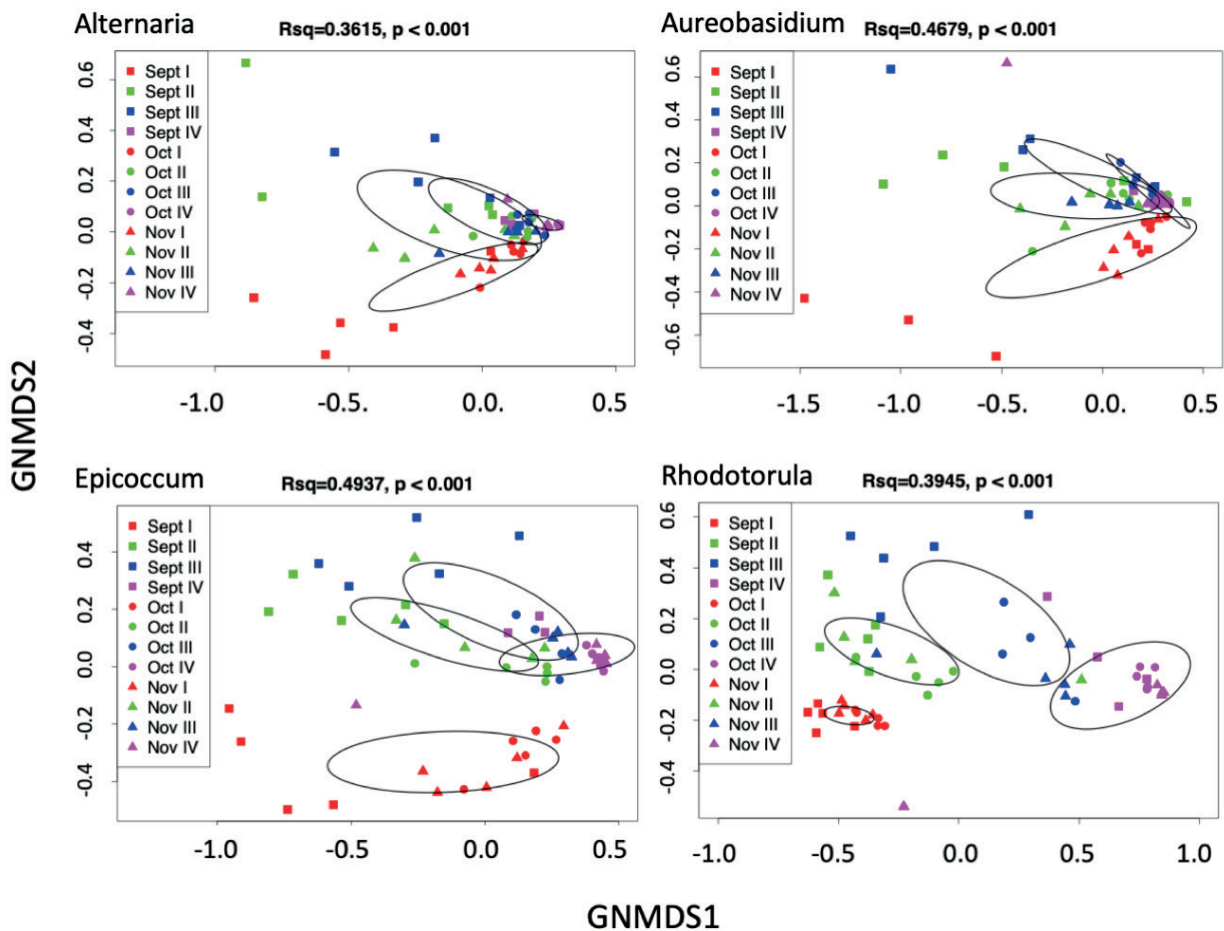 Alternaria
Rsq=0.3615, p < 0.001
Sept I
Sept II
Sept III
Sept IV
Oct I
Oct II
Oct III
Oct IV
Nov I
Nov II
Nov III
Nov IV
0.6
0.4
0.2
0.0
-0.2
-0.4
-1.0 -0.5. 0.0. 0.5
Aureobasidium
Rsq=0.4679, p < 0.001
Sept I
Sept II
Sept III
Sept IV
Oct I
Oct II
Oct III
Oct IV
Nov I
Nov II
Nov III
Nov IV
0.6
0.4
0.2
0.0
-0.2
-0.4
-0.6
-1.5 -1.0 -0.5. 0.0. 0.5
GNMDS2
Epicoccum
Rsq=0.4937, p < 0.001
Sept I
Sept II
Sept III
Sept IV
Oct I
Oct II
Oct III
Oct IV
Nov I
Nov II
Nov III
Nov IV
0.4
0.2
0.0
-0.4
-1.0 -0.5 0.0 0.5
Rhodotorula
Rsq=0.3945, p < 0.001
Sept I
Sept II
Sept III
Sept IV
Oct I
Oct II
Oct III
Oct IV
Nov I
Nov II
Nov III
Nov IV
0.6
0.4
0.2
0.0
-0.4
-1.0 -0.5 0.0 0.5 1.0
GNMDS1